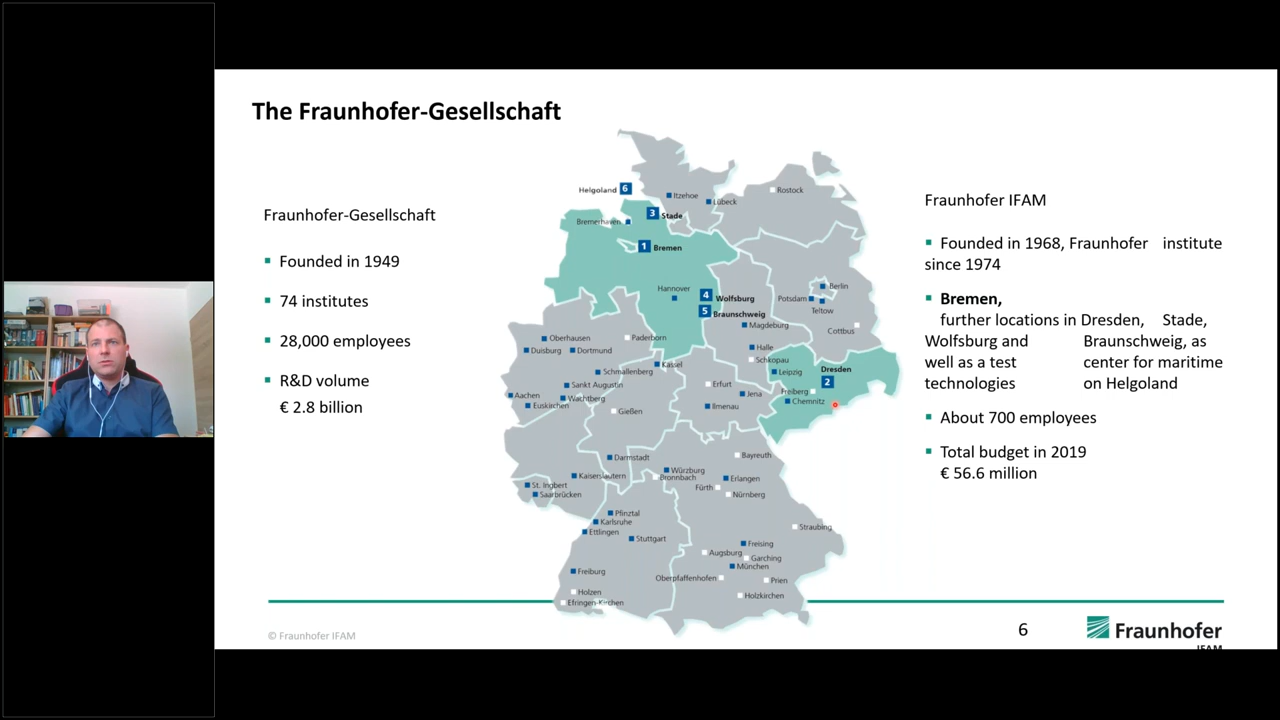 The Fraunhofer-Gesellschaft
Fraunhofer-Gesellschaft
Founded in 1949
74 institutes
28,000 employees
R&D volume
€ 2.8 billion
Helgoland 6
Itzehoe
Lübeck
Rostock
3 Stade
Bremerhaven
1 Bremen
Hannover
4 Wolfsburg
5 Braunschweig
Magdeburg
Berlin
Potsdam
Teltow
Cottbus
Oberhausen
Paderborn
Duisburg
Dortmund
Kassel
Schmallenberg
Halle
Schkopau
Leipzig
Dresden
2
Sankt Augustin
Aachen
Wachtberg
Euskirchen
Gießen
Erfurt
Jena
Ilmenau
Freiberg
Chemnitz
Darmstadt
Bayreuth
Würzburg
Bronnbach
Kaiserslautern
Erlangen
Fürth
Nürnberg
St. Ingbert
Saarbrücken
Pfinztal
Karlsruhe
Ettlingen
Stuttgart
Straubing
Freising
Augsburg
Garching
München
Freiburg
Oberpfaffenhofen
Prien
Holzen
Holzkirchen
Efringen-Kirchen
Fraunhofer IFAM
Founded in 1968, Fraunhofer institute
since 1974
Bremen,
further locations in Dresden, Stade,
Wolfsburg and Braunschweig, as
well as a test center for maritime
technologies on Helgoland
About 700 employees
Total budget in 2019
€ 56.6 million
© Fraunhofer IFAM
6
Fraunhofer
IFAM